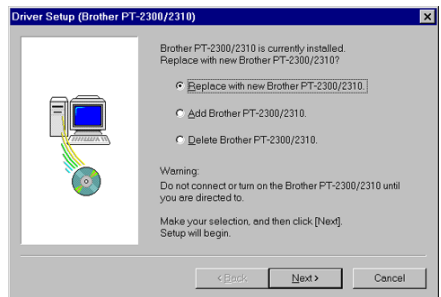 Driver Setup (Brother PT-2300/2310)
Brother PT-2300/2310 is currently installed.
Replace with new Brother PT-2300/2310?
Replace with new Brother PT-2300/2310.
Add Brother PT-2300/2310.
Delete Brother PT-2300/2310.
Warning:
Do not connect or turn on the Brother PT-2300/2310 until
you are directed to.
Make your selection, and then click [Next].
Setup will begin.
< Back
Next >
Cancel